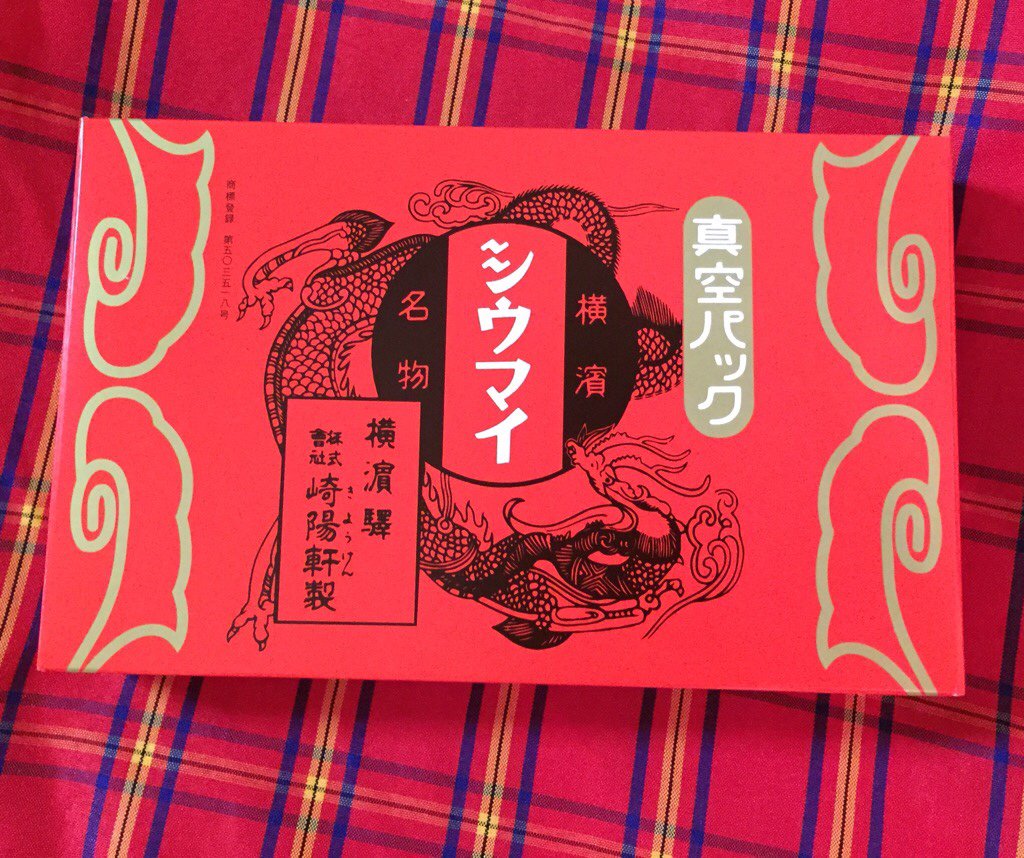 真空パック
横濱
シウマイ
名物
横濱驛
株式會社
崎陽軒製
きようけん
商標登録 第五〇三五一八号